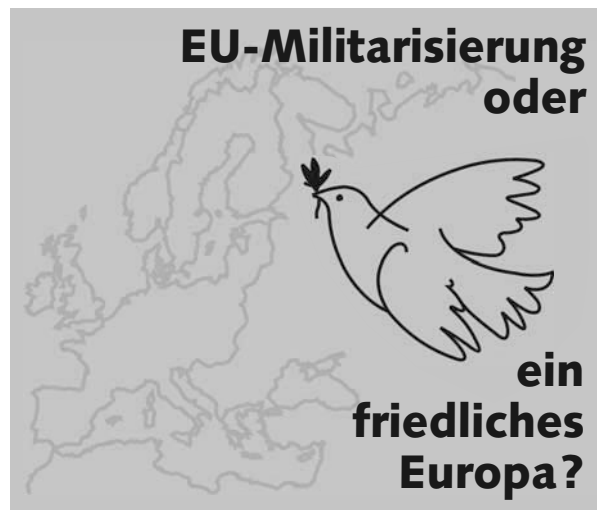 EU-Militarisierung
oder
ein
friedliches
Europa?